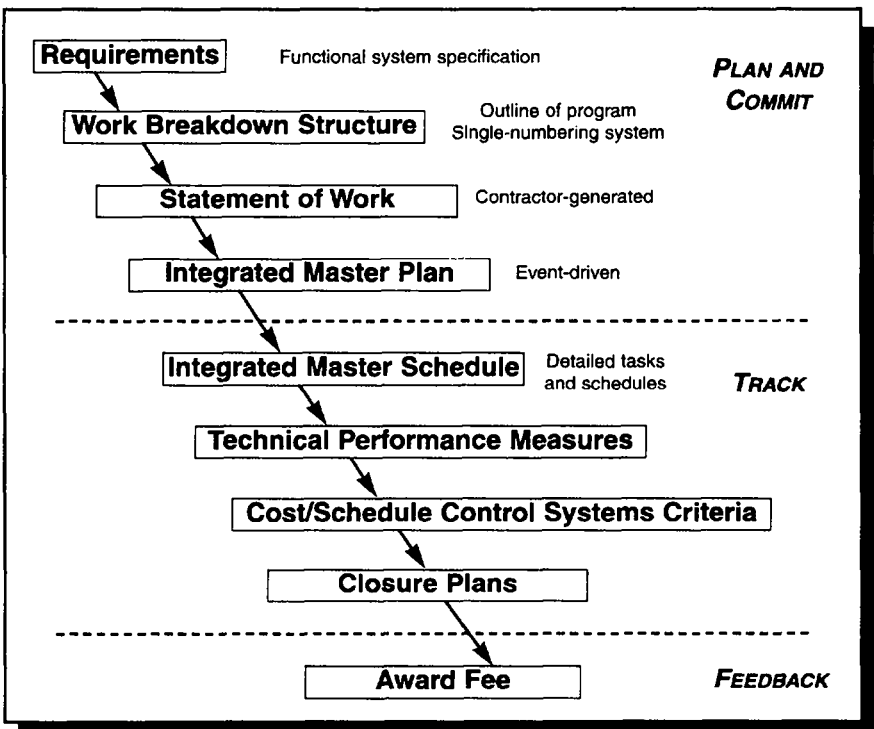 Requirements
Functional system specification
PLAN AND
COMMIT
Work Breakdown Structure
Outline of program
Single-numbering system
Statement of Work
Contractor-generated
Integrated Master Plan
Event-driven
Integrated Master Schedule
Detailed tasks
and schedules
TRACK
Technical Performance Measures
Cost/Schedule Control Systems Criteria
Closure Plans
Award Fee
FEEDBACK